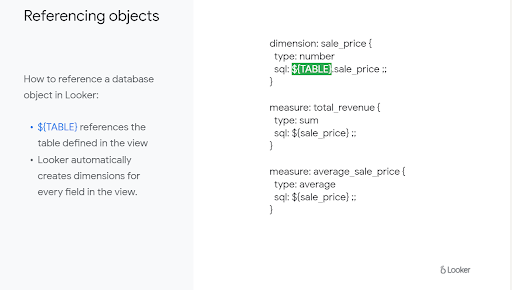 Referencing objects
How to reference a database
object in Looker:
• ${TABLE} references the
table defined in the view
• Looker automatically
creates dimensions for
every field in the view.
dimension: sale_price {
type: number
sql: ${TABLE}.sale_price ;;
}
measure: total_revenue {
type: sum
sql: ${sale_price} ;;
}
measure: average_sale_price {
type: average
sql: ${sale_price} ;;
}
Looker